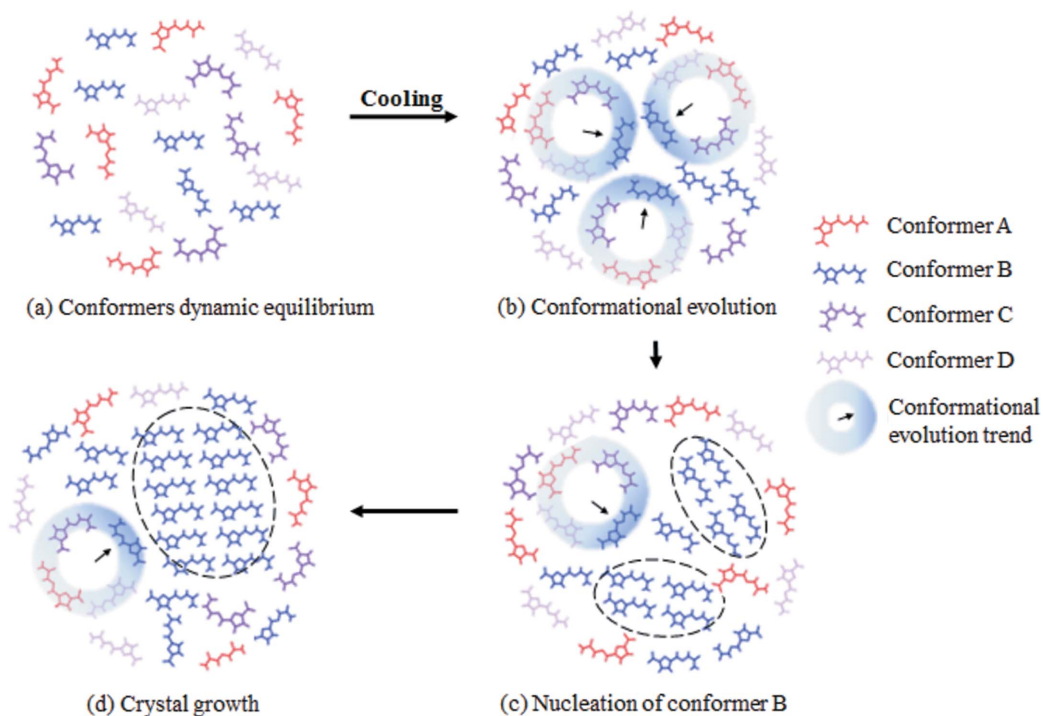 Cooling
(a) Conformers dynamic equilibrium
(b) Conformational evolution
Conformer A
Conformer B
Conformer C
Conformer D
Conformational
evolution trend
(d) Crystal growth
(c) Nucleation of conformer B